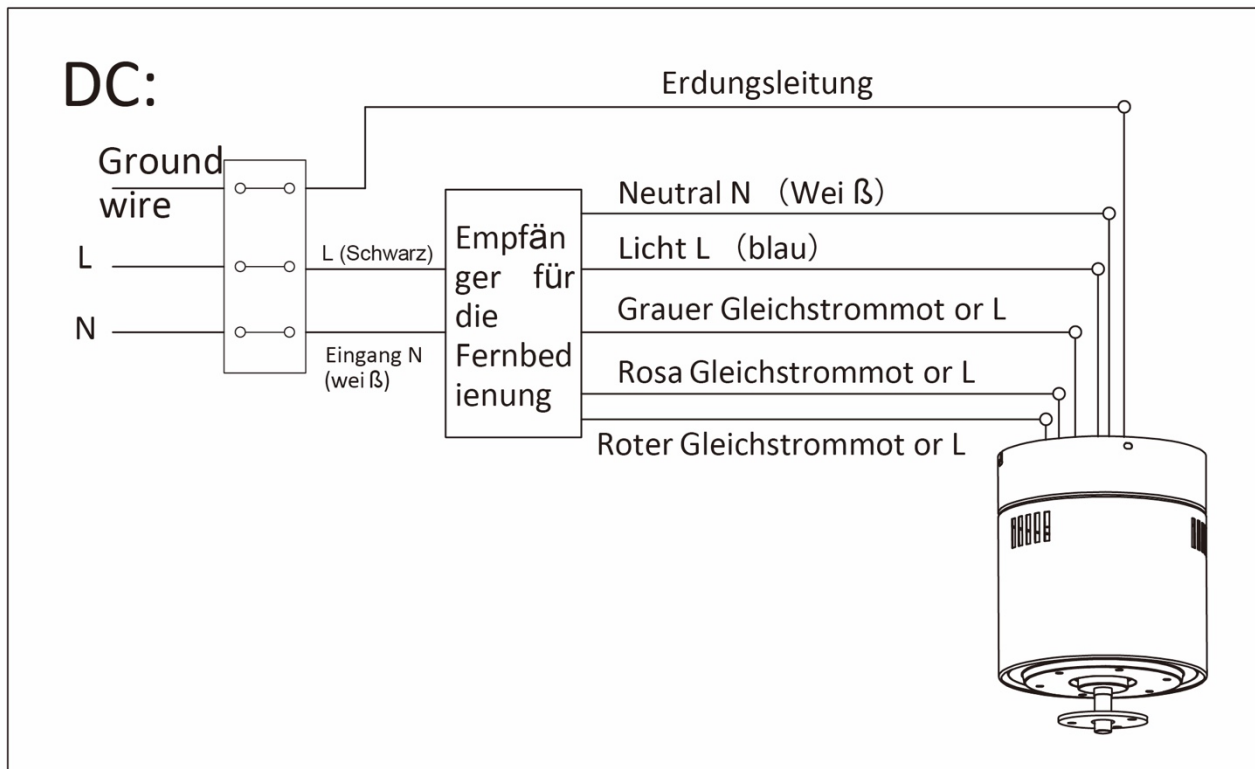 DC:
Erdungsleitung
Ground
wire
L
N
L (Schwarz)
Eingang N
(wei ß)
Empfän
ger für
die
Fernbed
ienung
Neutral N （Wei ß）
Licht L （blau）
Grauer Gleichstrommot or L
Rosa Gleichstrommot or L
Roter Gleichstrommot or L